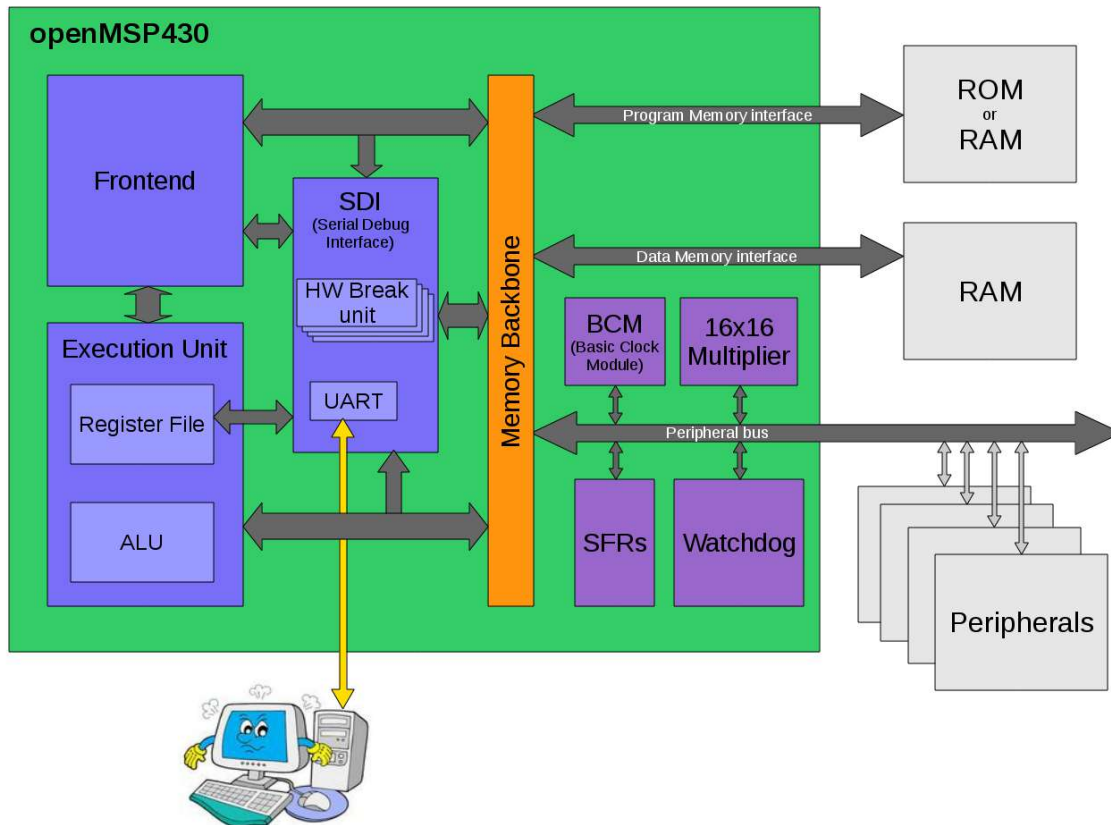 openMSP430
Frontend
SDI
(Serial Debug
Interface)
HW Break
unit
UART
Execution Unit
Register File
ALU
Memory Backbone
Program Memory interface
Data Memory interface
BCM
(Basic Clock
Module)
16x16
Multiplier
Peripheral bus
SFRs
Watchdog
ROM
or
RAM
RAM
Peripherals